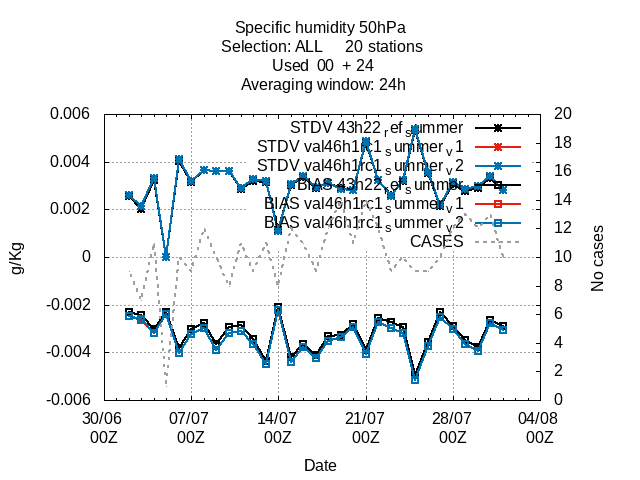 Specific humidity 50hPa
Selection: ALL 20 stations
Used 00 + 24
Averaging window: 24h
0.006
0.004
0.002
0
-0.002
-0.004
-0.006
g/Kg
STDV 43h22_ref_summer
STDV val46h1rc1_summer_v1
STDV val46h1rc1_summer_v2
BIAS 43h22_ref_summer
BIAS val46h1rc1_summer_v1
BIAS val46h1rc1_summer_v2
CASES
20
18
16
14
12
10
8
6
4
2
0
No cases
30/06 07/07 14/07 21/07 28/07 04/08
00Z 00Z 00Z 00Z 00Z 00Z
Date